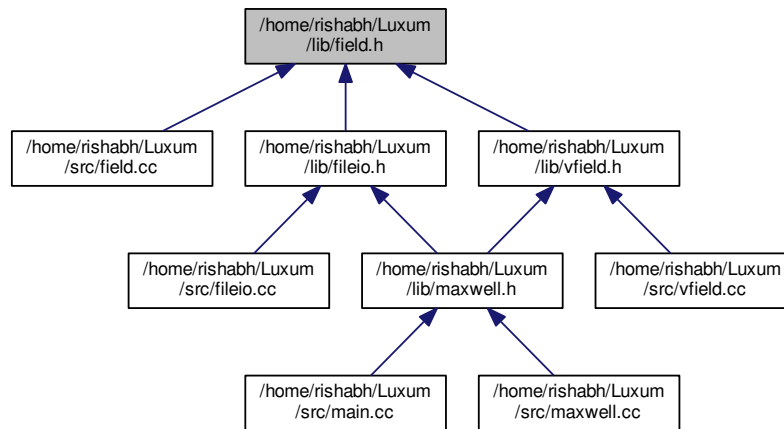 /home/rishabh/Luxum
/lib/field.h
/home/rishabh/Luxum
/src/field.cc
/home/rishabh/Luxum
/lib/fileio.h
/home/rishabh/Luxum
/lib/vfield.h
/home/rishabh/Luxum
/src/fileio.cc
/home/rishabh/Luxum
/lib/maxwell.h
/home/rishabh/Luxum
/src/vfield.cc
/home/rishabh/Luxum
/src/main.cc
/home/rishabh/Luxum
/src/maxwell.cc